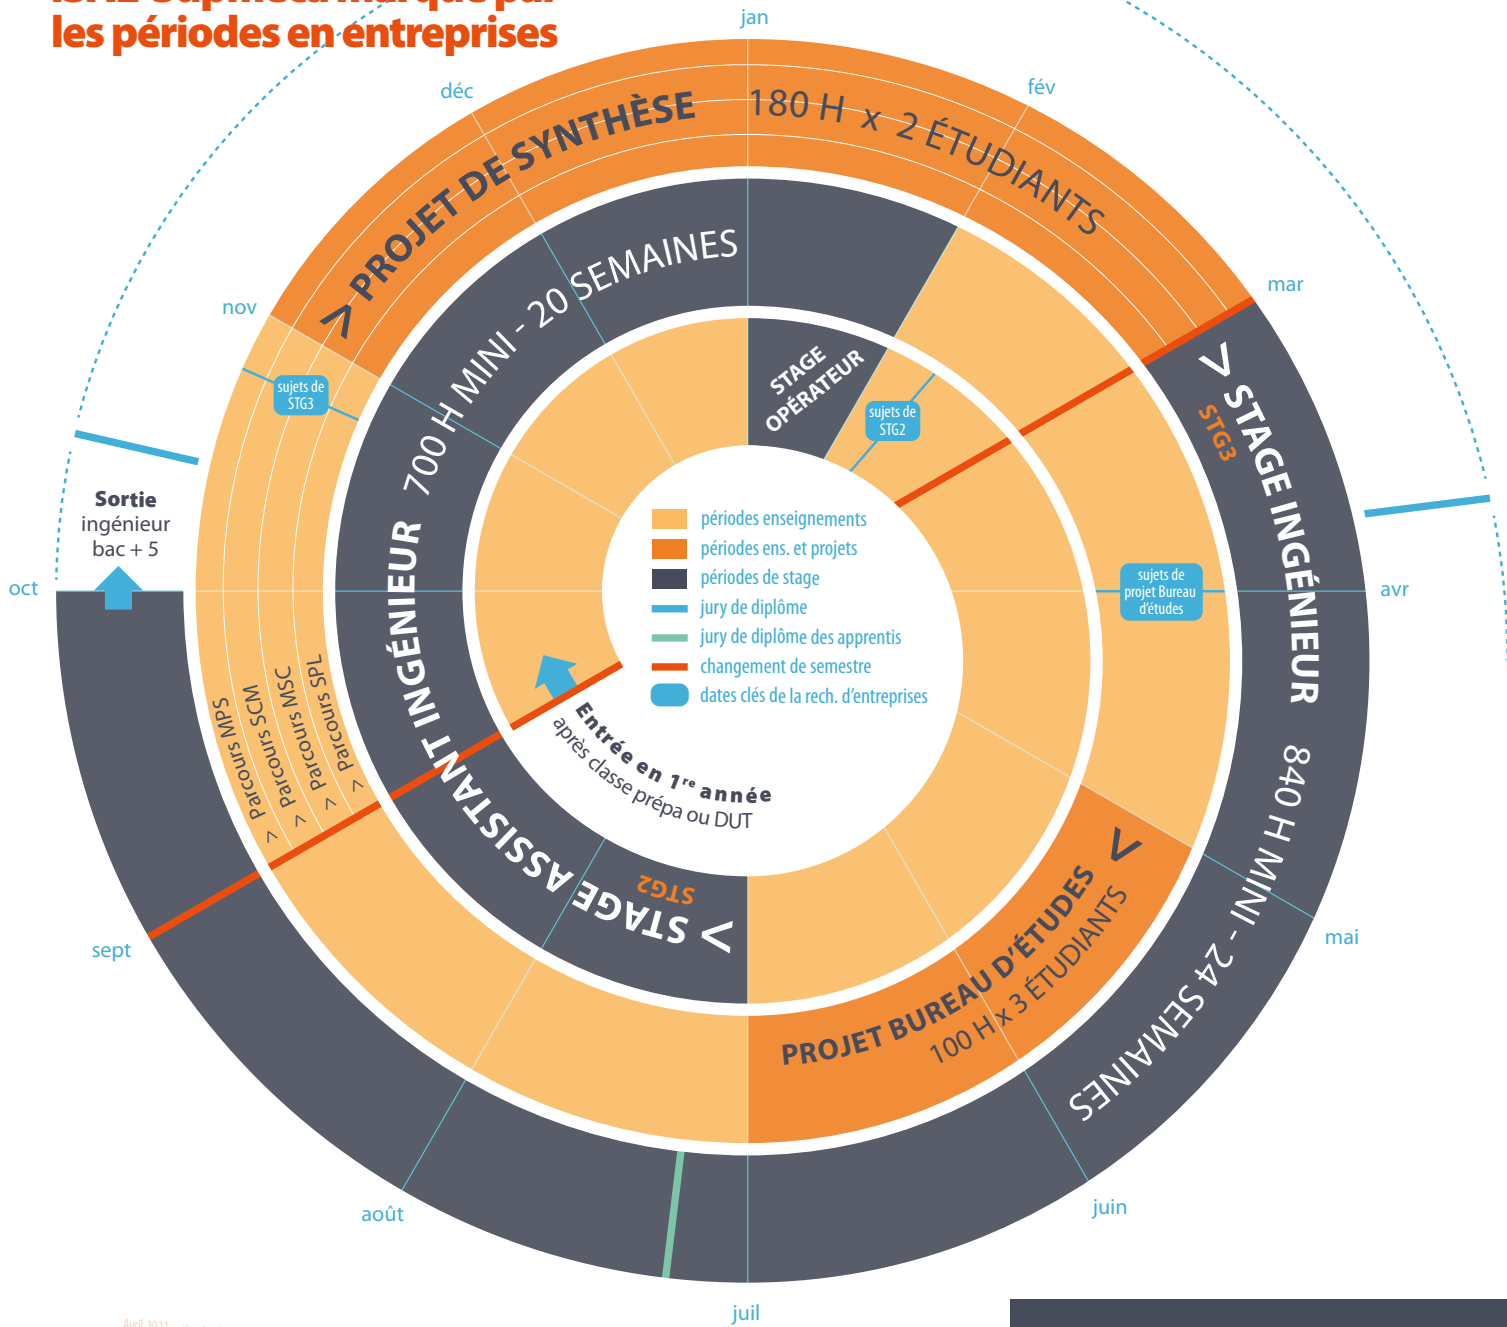 les périodes en entreprises
jan
fév
mar
avr
mai
juin
juil
août
sept
oct
nov
déc
> PROJET DE SYNTHÈSE 180 H x 2 ÉTUDIANTS
> STAGE INGÉNIEUR 840 H MINI - 24 SEMAINES
STG3
> STAGE ASSISTANT INGÉNIEUR 700 H MINI - 20 SEMAINES
STG2
STAGE
OPÉRATEUR
sujets de
STG2
sujets de
STG3
sujets de
projet Bureau
d'études
PROJET BUREAU D'ÉTUDES >
100 H x 3 ÉTUDIANTS
Sortie
ingénieur
bac + 5
> Parcours MPS
> Parcours SCM
> Parcours MSC
> Parcours SPL
périodes enseignements
périodes ens. et projets
périodes de stage
jury de diplôme
jury de diplôme des apprentis
changement de semestre
dates clés de la rech. d'entreprises
Entrée en 1re année
après classe prépa ou DUT
Avril 2021